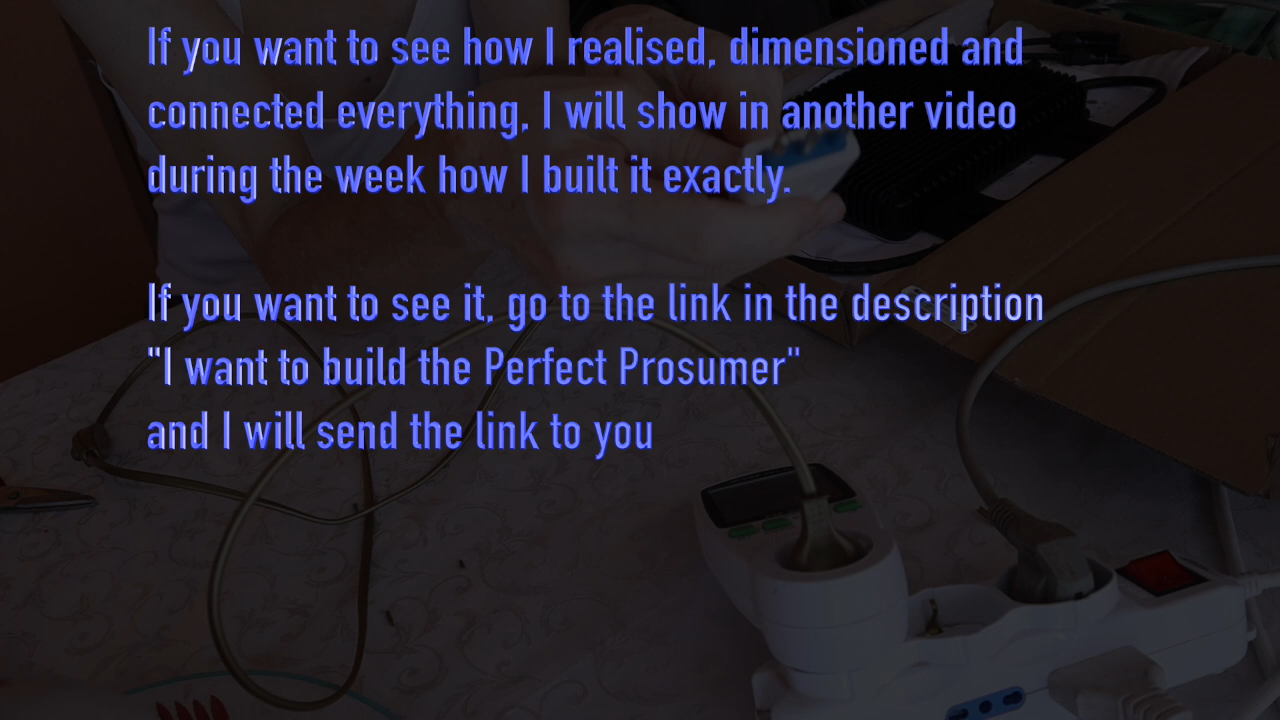 If you want to see how I realised, dimensioned and
connected everything, I will show in another video
during the week how I built it exactly.
If you want to see it, go to the link in the description
"I want to build the Perfect Prosumer"
and I will send the link to you